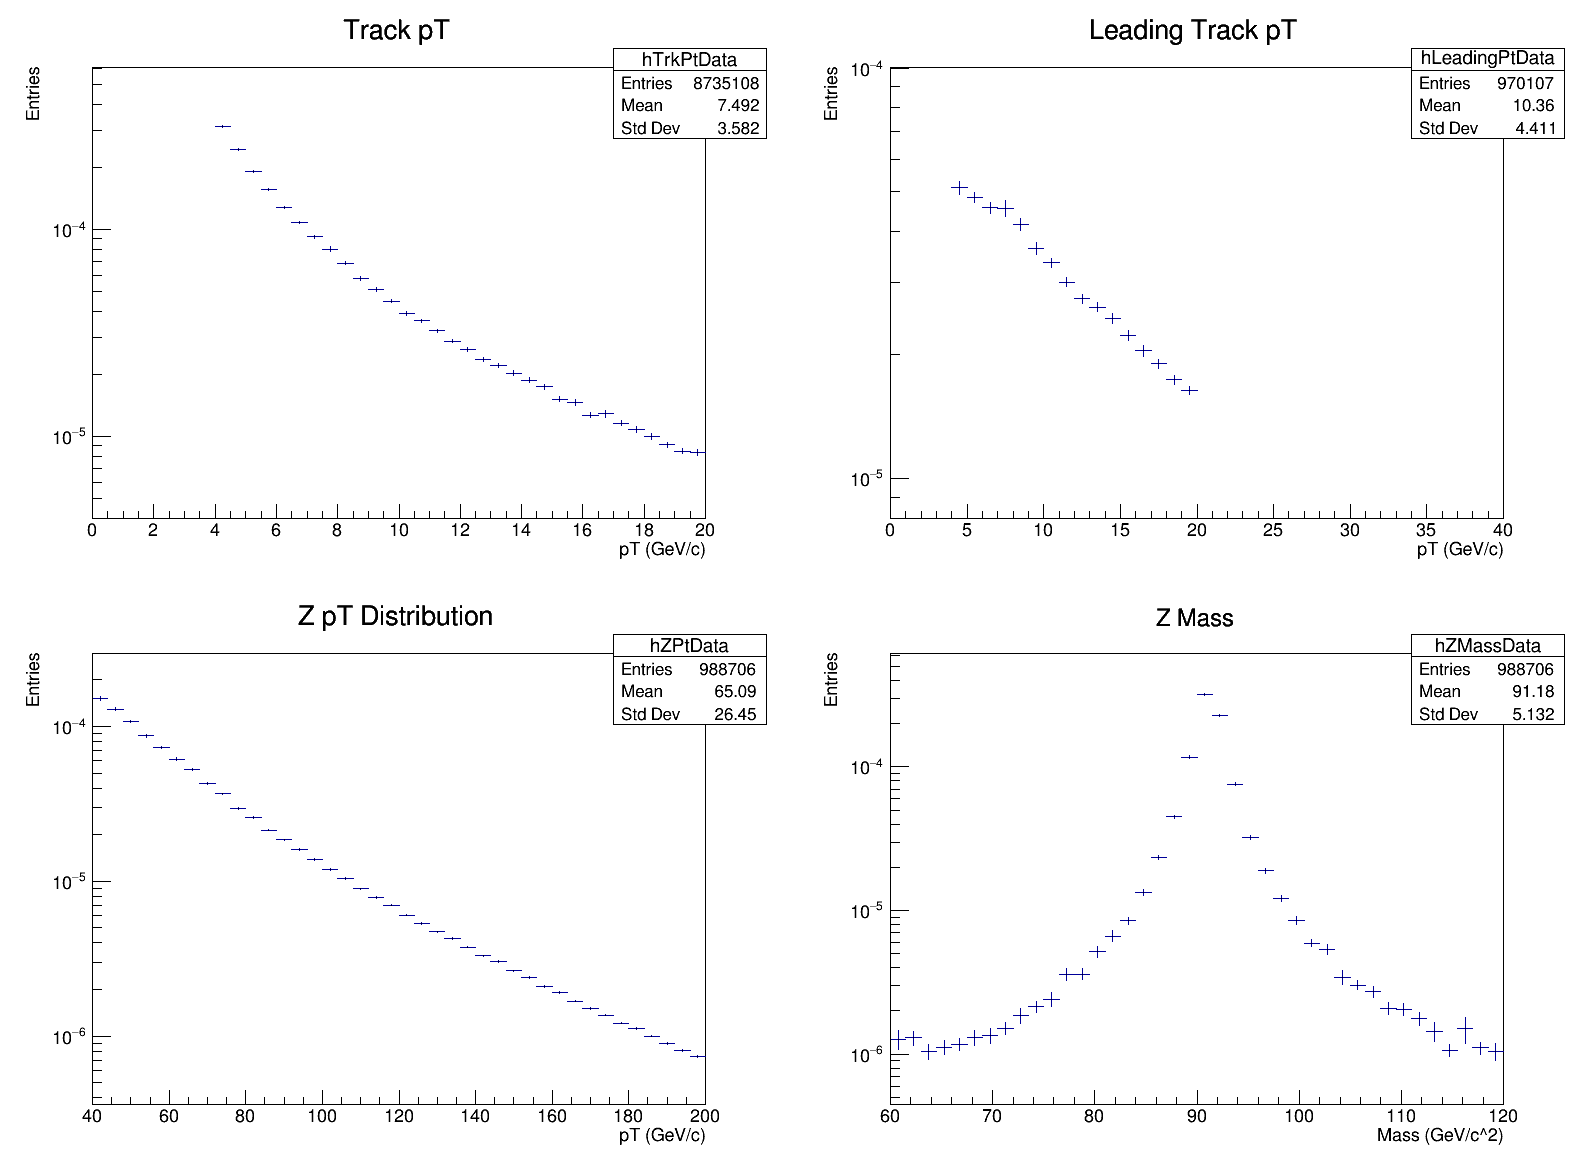 Track pT
hTrkPtData
Entries 8735108
Mean 7.492
Std Dev 3.582
Entries
10⁻⁴
10⁻⁵
0 2 4 6 8 10 12 14 16 18 20
pT (GeV/c)
Leading Track pT
hLeadingPtData
Entries 970107
Mean 10.36
Std Dev 4.411
Entries
10⁻⁴
10⁻⁵
0 5 10 15 20 25 30 35 40
pT (GeV/c)
Z pT Distribution
hZPtData
Entries 988706
Mean 65.09
Std Dev 26.45
Entries
10⁻⁴
10⁻⁵
10⁻⁶
40 60 80 100 120 140 160 180 200
pT (GeV/c)
Z Mass
hZMassData
Entries 988706
Mean 91.18
Std Dev 5.132
Entries
10⁻⁴
10⁻⁵
10⁻⁶
60 70 80 90 100 110 120
Mass (GeV/c^2)